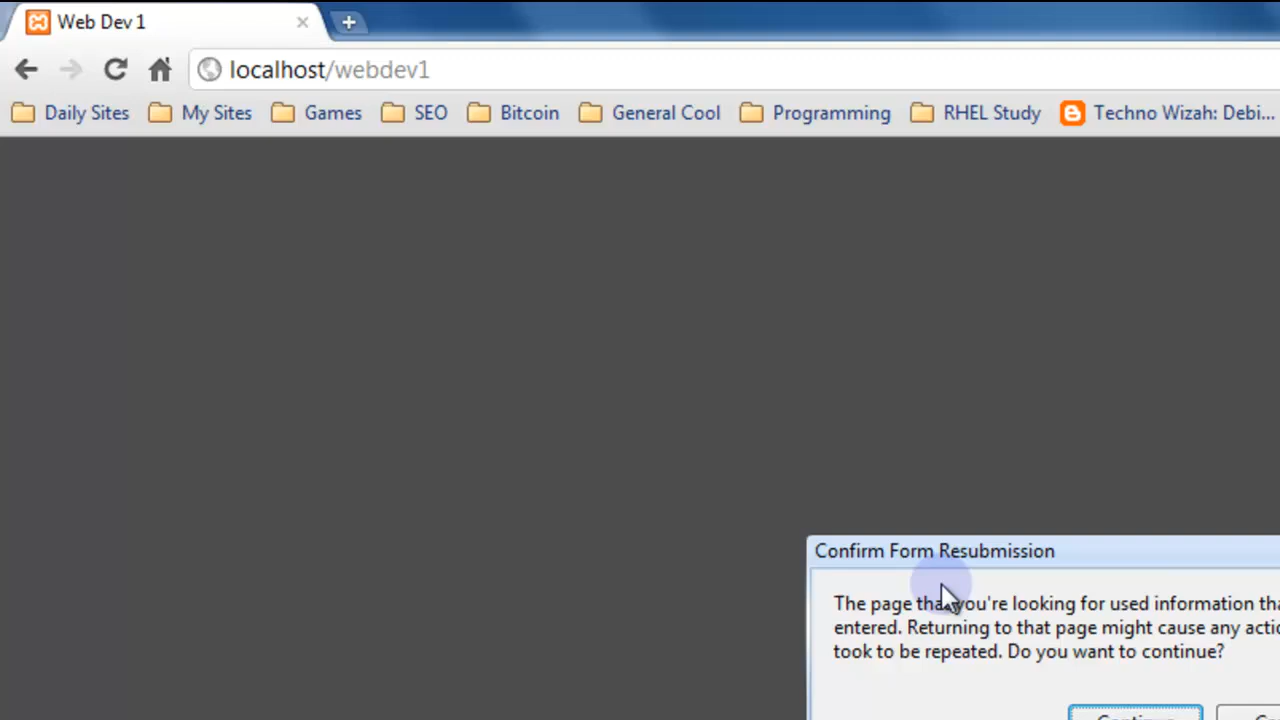 Web Dev 1
localhost/webdev1
Daily Sites My Sites Games SEO Bitcoin General Cool Programming RHEL Study Techno Wizah: Debi...
Confirm Form Resubmission
The page that you're looking for used information tha
entered. Returning to that page might cause any actio
took to be repeated. Do you want to continue?
Continue